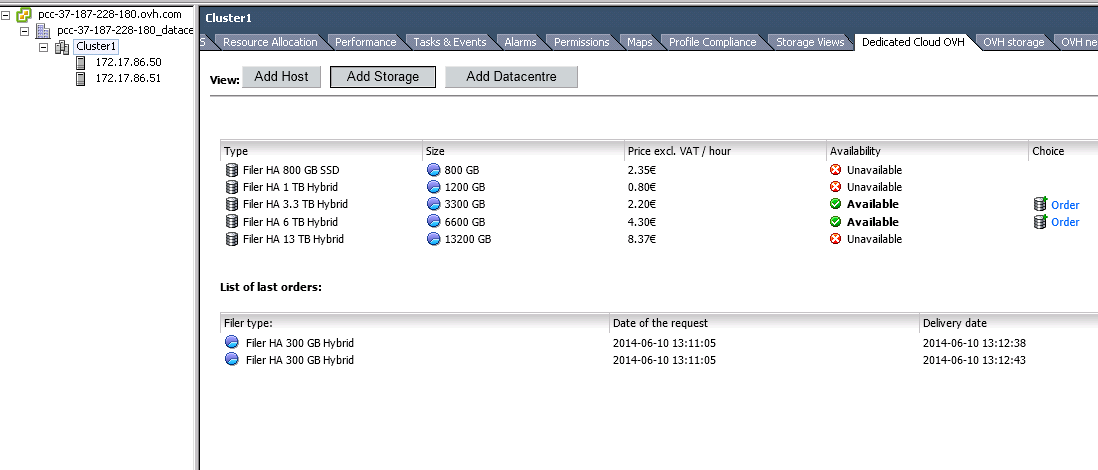 pcc-37-187-228-180.ovh.com
pcc-37-187-228-180_datace
Cluster1
172.17.86.50
172.17.86.51
Cluster1
s Resource Allocation Performance Tasks & Events Alarms Permissions Maps Profile Compliance Storage Views Dedicated Cloud OVH OVH storage OVH ne
View: Add Host Add Storage Add Datacentre
Type Size Price excl. VAT / hour Availability Choice
Filer HA 800 GB SSD 800 GB 2.35€ Unavailable
Filer HA 1 TB Hybrid 1200 GB 0.80€ Unavailable
Filer HA 3.3 TB Hybrid 3300 GB 2.20€ Available Order
Filer HA 6 TB Hybrid 6600 GB 4.30€ Available Order
Filer HA 13 TB Hybrid 13200 GB 8.37€ Unavailable
List of last orders:
Filer type: Date of the request Delivery date
Filer HA 300 GB Hybrid 2014-06-10 13:11:05 2014-06-10 13:12:38
Filer HA 300 GB Hybrid 2014-06-10 13:11:05 2014-06-10 13:12:43